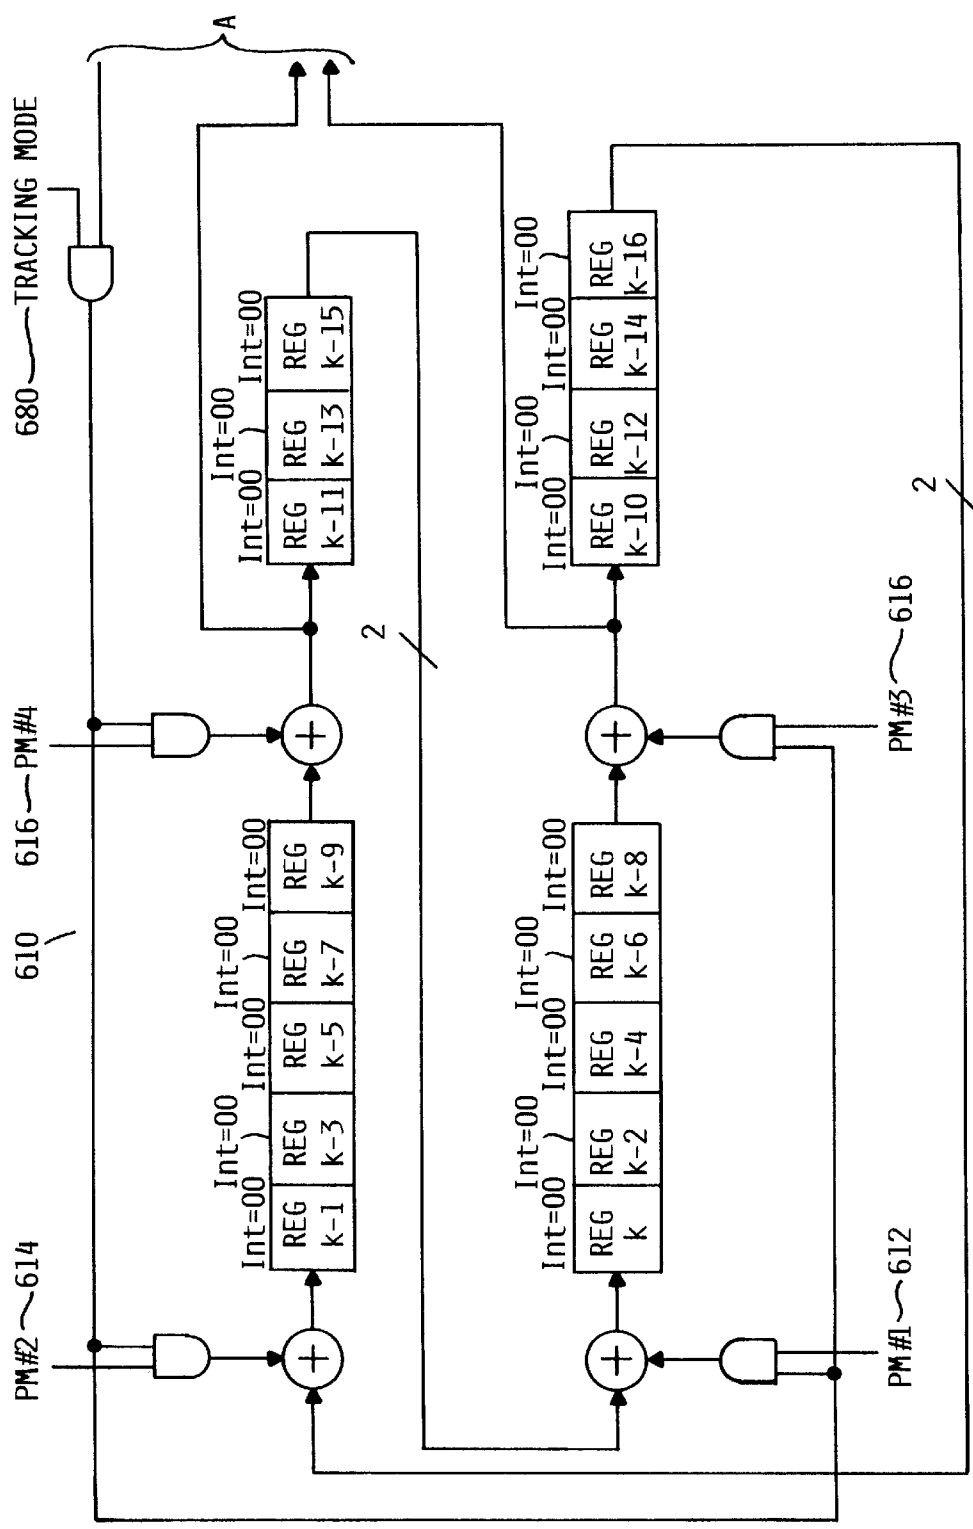 680 TRACKING MODE
A
616 PM#4
610
PM#2 614
Int=00
Int=00
Int=00
Int=00
Int=00
Int=00
Int=00
Int=00
REG k-1
REG k-3
REG k-5
REG k-7
REG k-9
REG k-11
REG k-13
REG k-15
2
Int=00
Int=00
Int=00
Int=00
Int=00
Int=00
Int=00
Int=00
Int=00
REG k
REG k-2
REG k-4
REG k-6
REG k-8
REG k-10
REG k-12
REG k-14
REG k-16
PM#1 612
PM#3 616
2